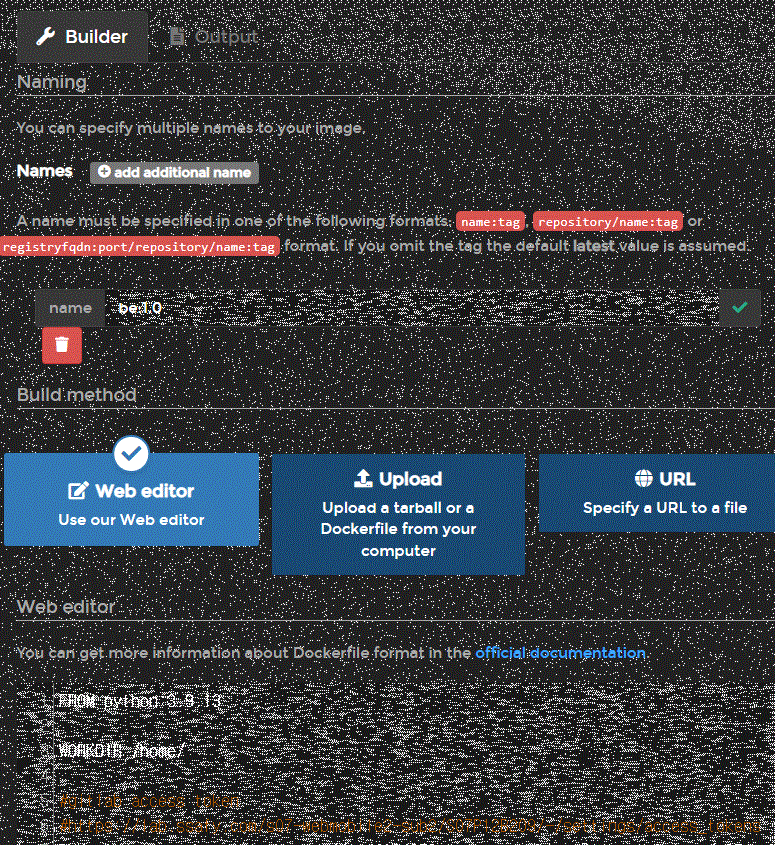 Builder
Output
Naming
You can specify multiple names to your image.
Names
add additional name
A name must be specified in one of the following formats: name:tag, repository/name:tag or
registryfqdn:port/repository/name:tag format. If you omit the tag the default latest value is assumed.
name
be:1.0
Build method
Web editor
Use our Web editor
Upload
Upload a tarball or a
Dockerfile from your
computer
URL
Specify a URL to a file
Web editor
You can get more information about Dockerfile format in the official documentation.
FROM python:3.9.13
WORKDIR /home/